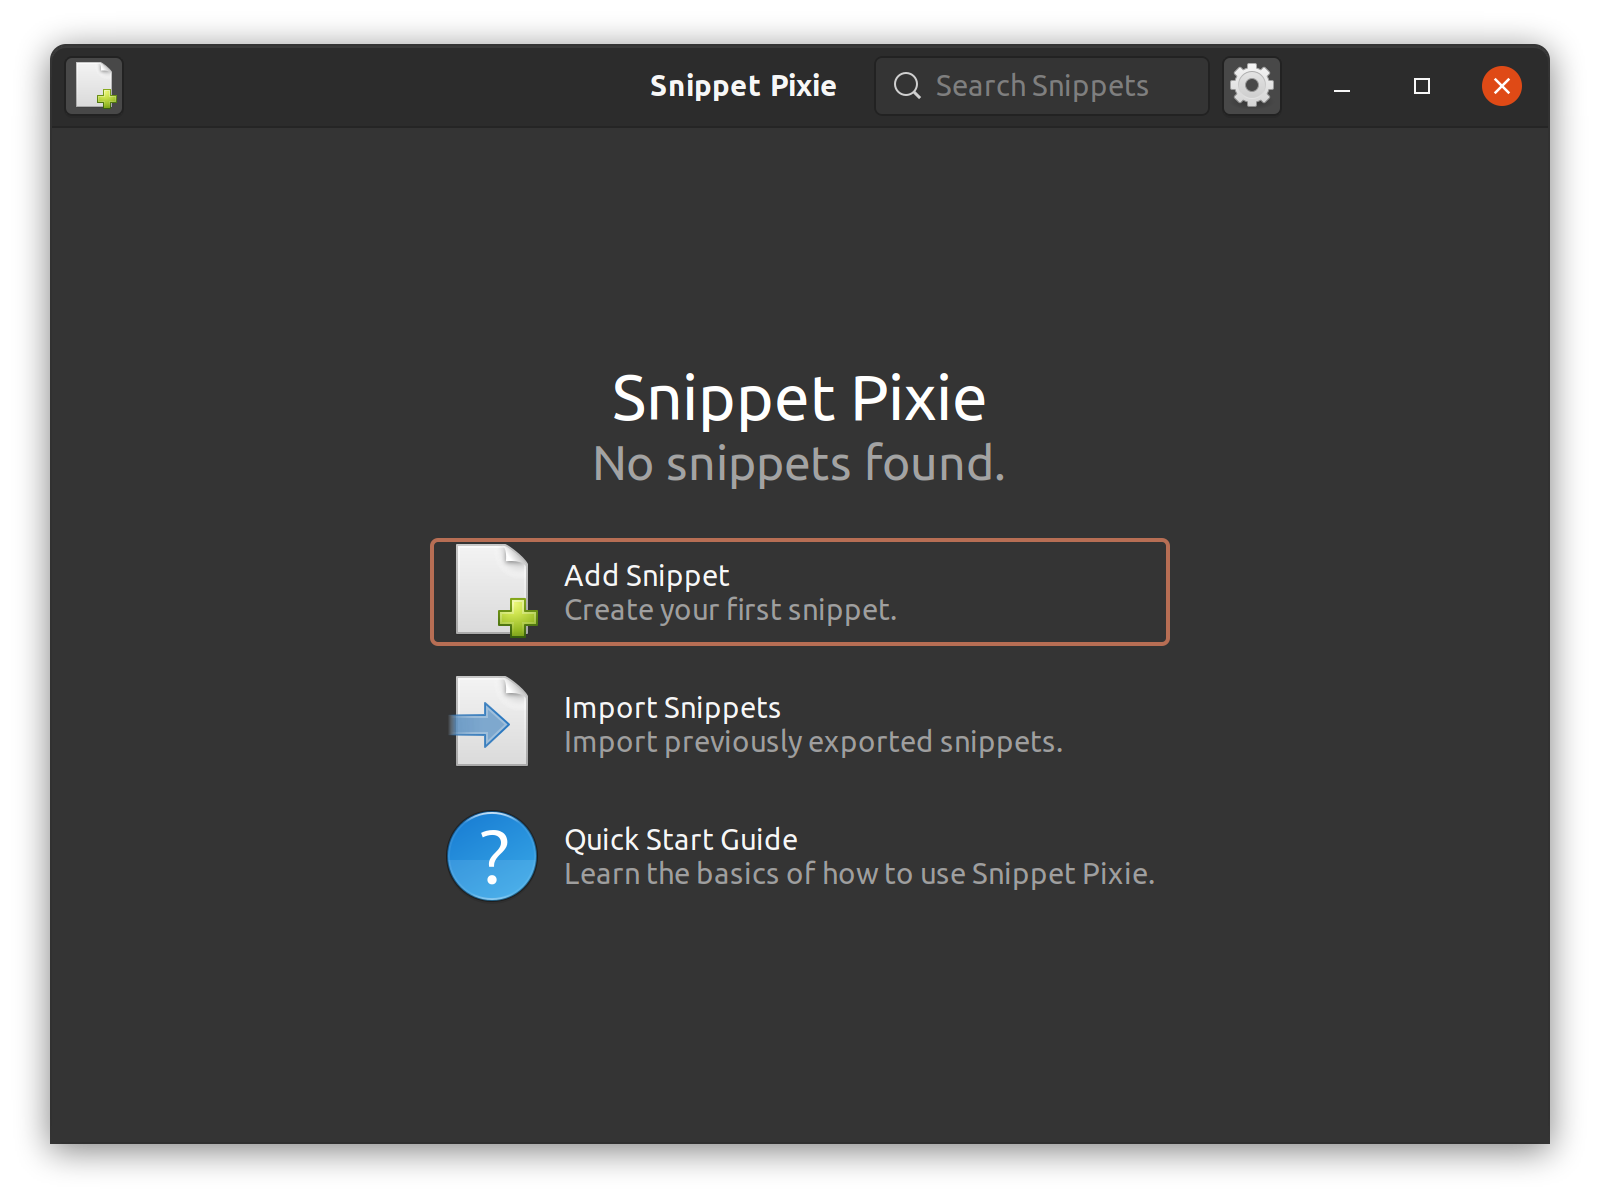 Snippet Pixie
Search Snippets
Snippet Pixie
No snippets found.
Add Snippet
Create your first snippet.
Import Snippets
Import previously exported snippets.
Quick Start Guide
Learn the basics of how to use Snippet Pixie.